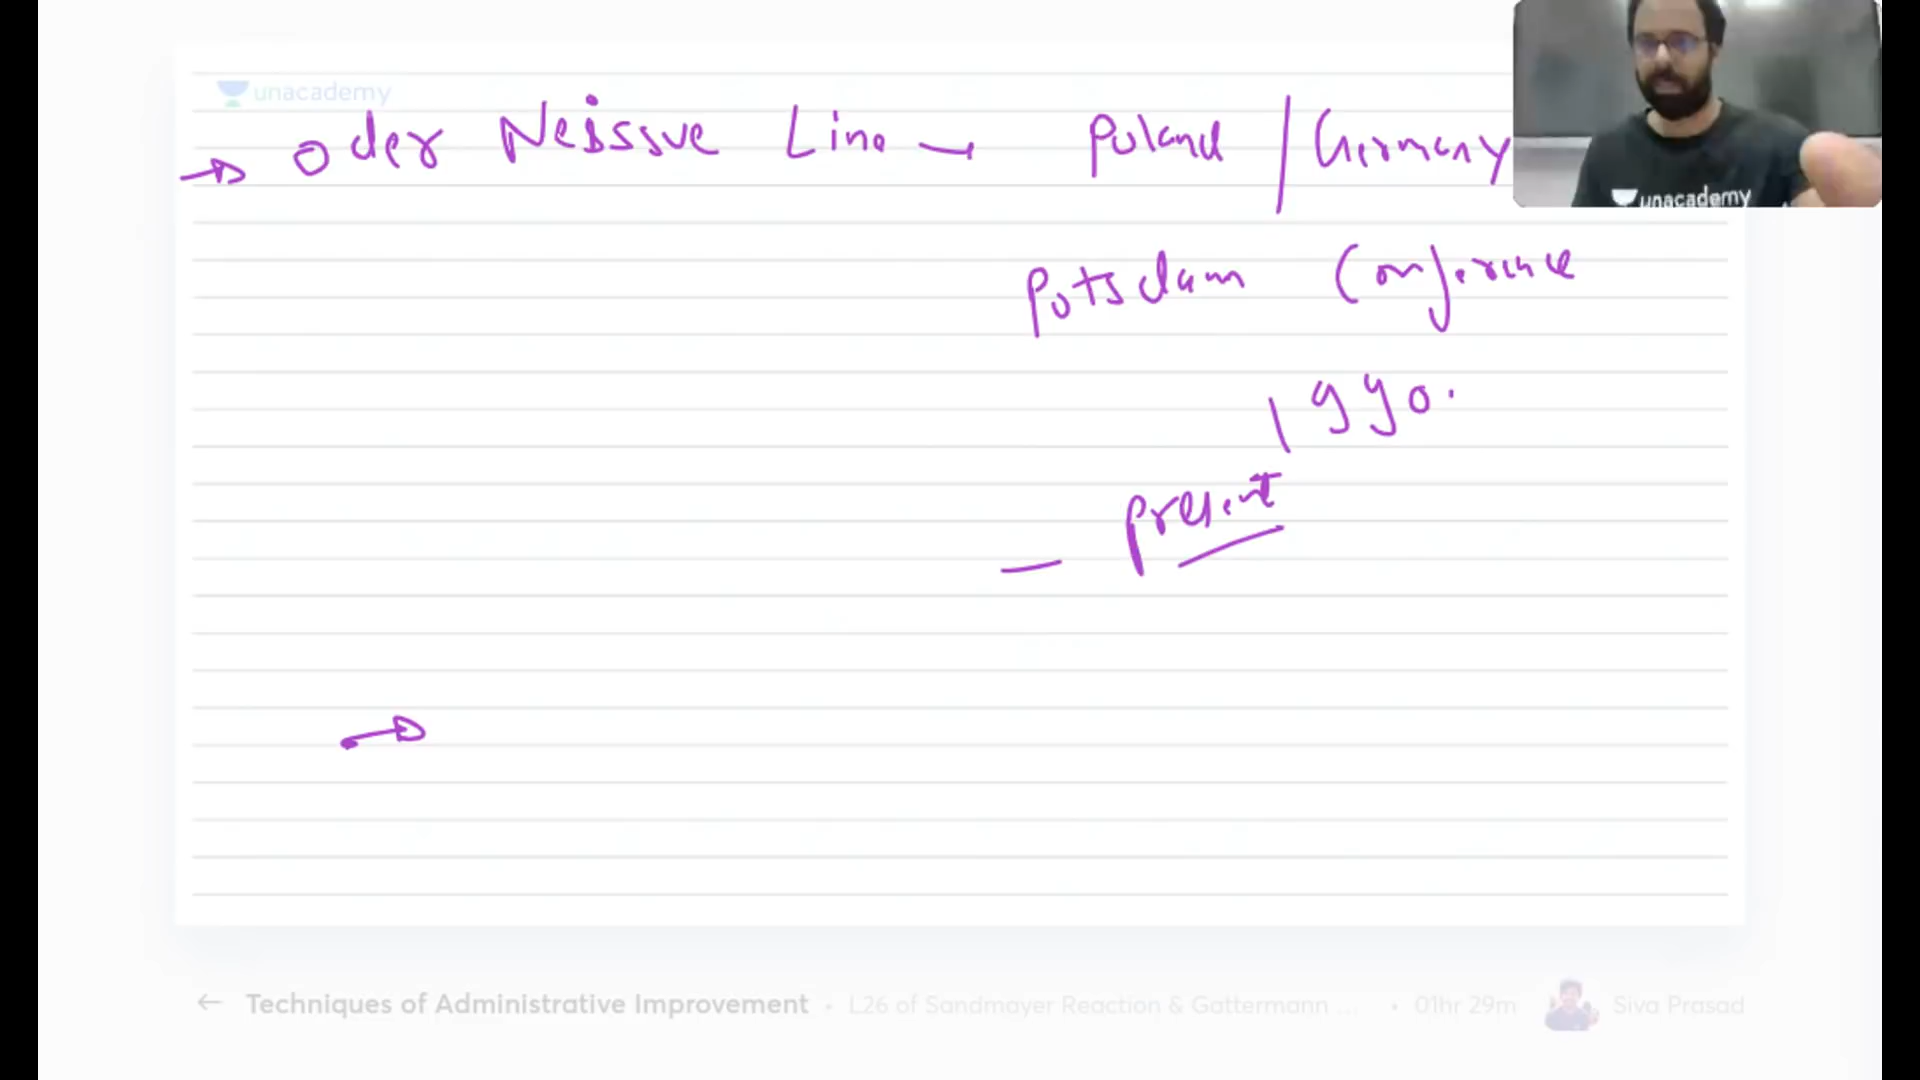 unacademy
→ Oder Neissue Line – Poland / Germany
unacademy
Potsdam Conference
1990.
– present
→
← Techniques of Administrative Improvement • L26 of Sandmayer Reaction & Gattermann ... • 01hr 29m Siva Prasad